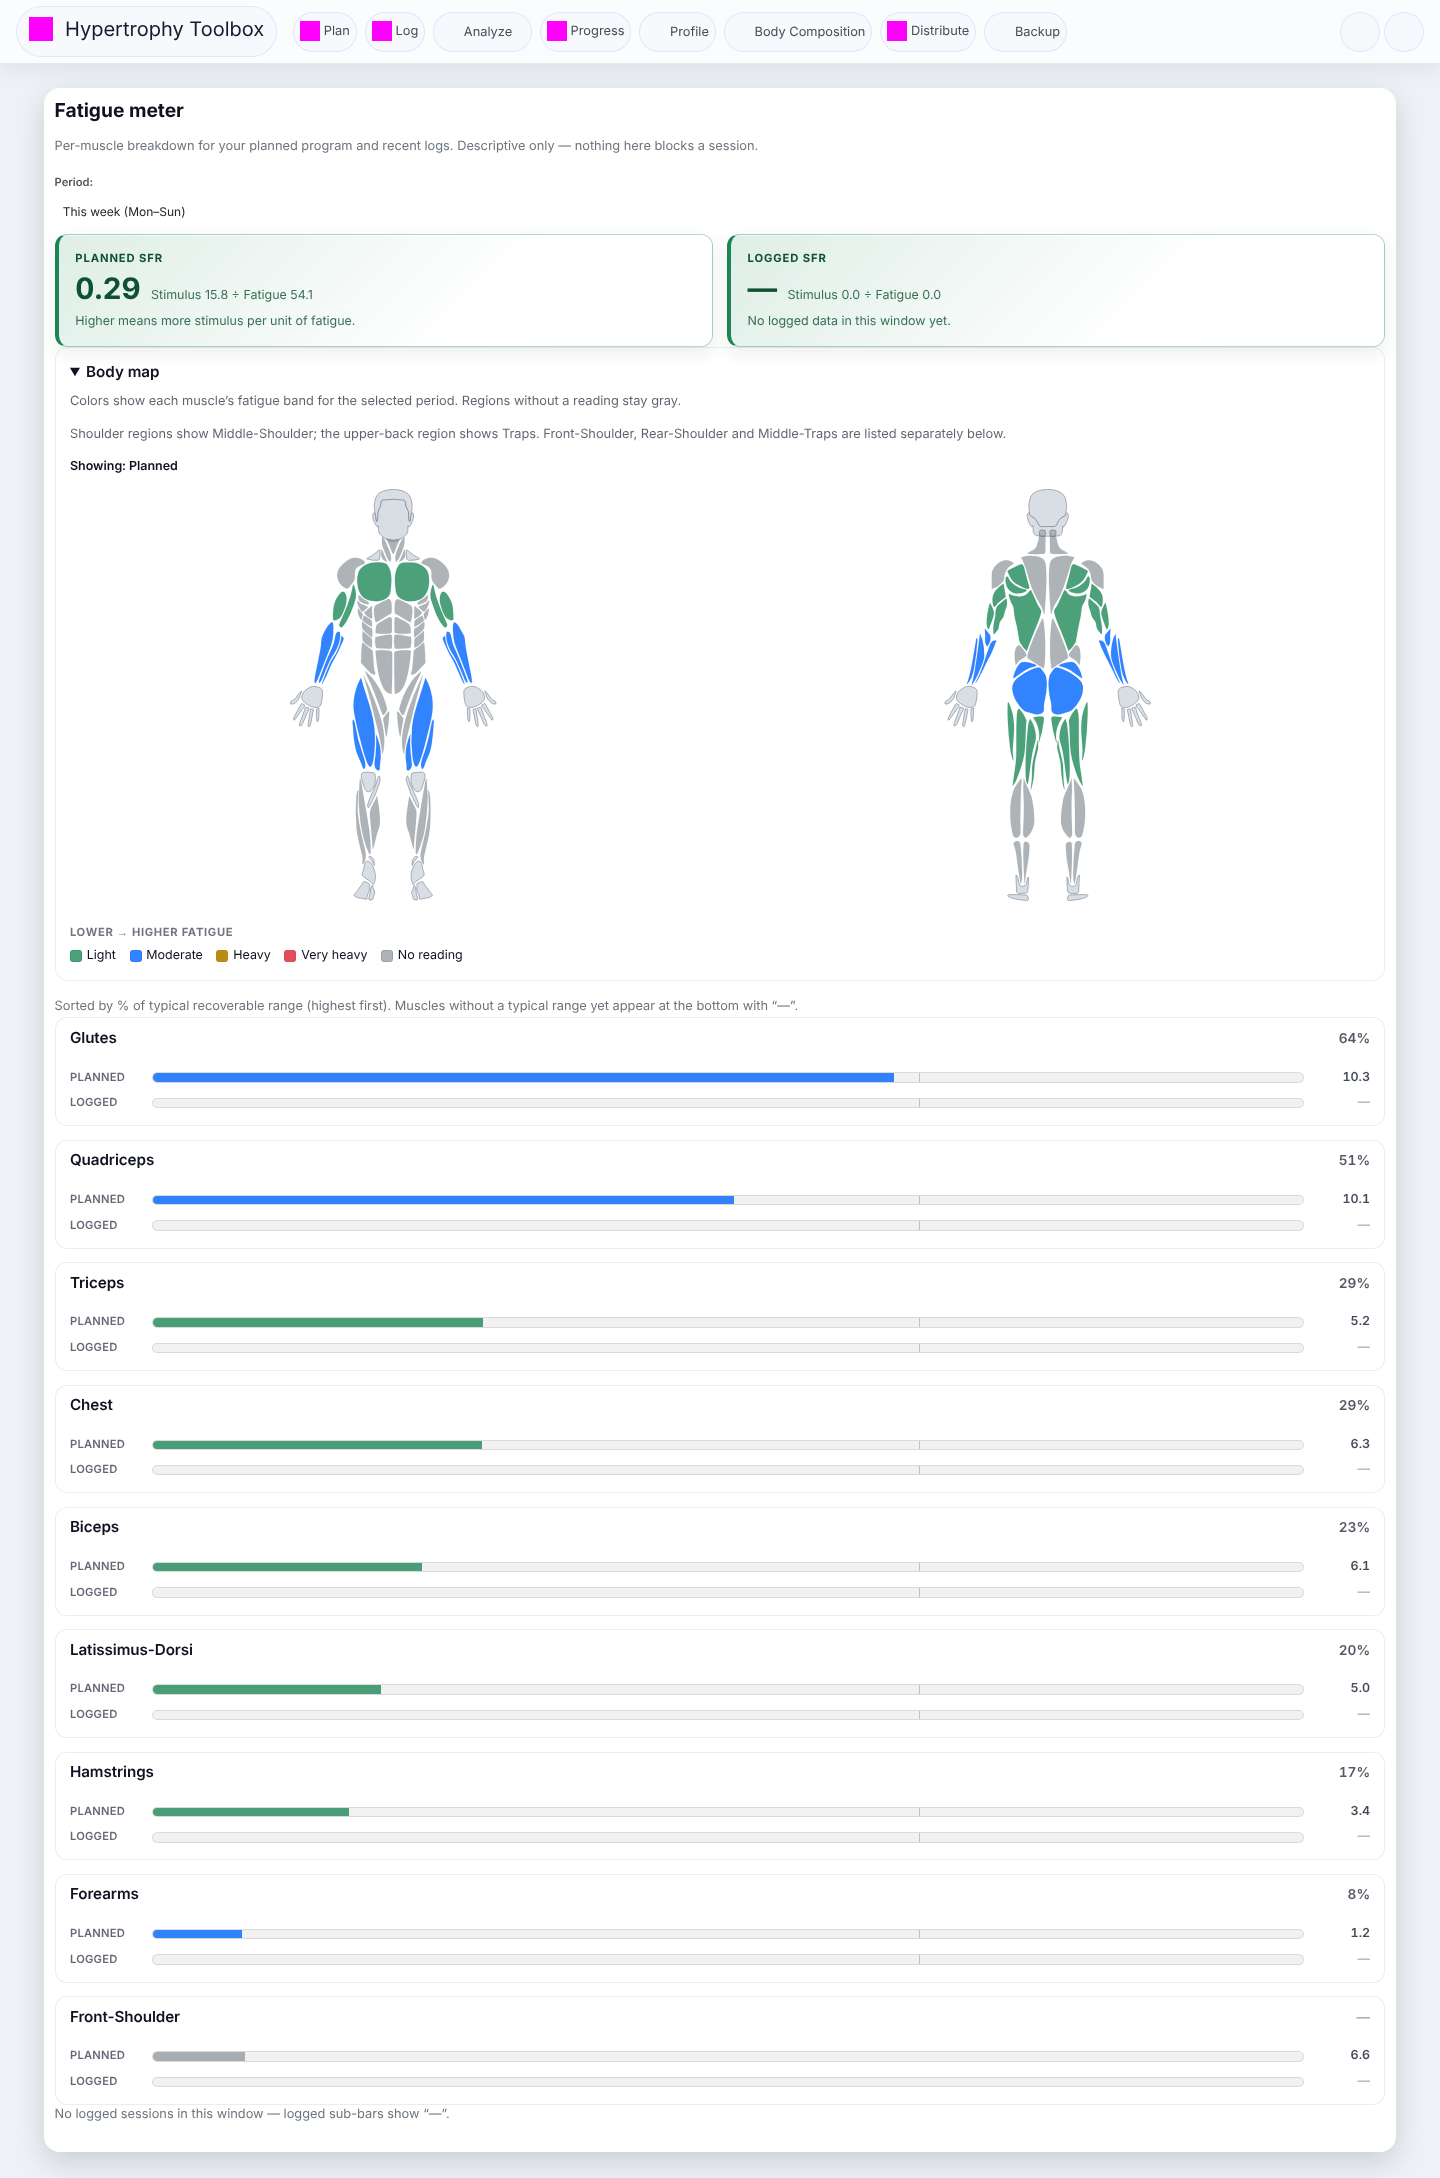 Hypertrophy Toolbox
Plan
Log
Analyze
Progress
Profile
Body Composition
Distribute
Backup
Fatigue meter
Per-muscle breakdown for your planned program and recent logs. Descriptive only — nothing here blocks a session.
Period:
This week (Mon–Sun)
PLANNED SFR
0.29 Stimulus 15.8 ÷ Fatigue 54.1
Higher means more stimulus per unit of fatigue.
LOGGED SFR
— Stimulus 0.0 ÷ Fatigue 0.0
No logged data in this window yet.
▼ Body map
Colors show each muscle’s fatigue band for the selected period. Regions without a reading stay gray.
Shoulder regions show Middle-Shoulder; the upper-back region shows Traps. Front-Shoulder, Rear-Shoulder and Middle-Traps are listed separately below.
Showing: Planned
LOWER → HIGHER FATIGUE
Light Moderate Heavy Very heavy No reading
Sorted by % of typical recoverable range (highest first). Muscles without a typical range yet appear at the bottom with “—”.
Glutes 64%
PLANNED 10.3
LOGGED —
Quadriceps 51%
PLANNED 10.1
LOGGED —
Triceps 29%
PLANNED 5.2
LOGGED —
Chest 29%
PLANNED 6.3
LOGGED —
Biceps 23%
PLANNED 6.1
LOGGED —
Latissimus-Dorsi 20%
PLANNED 5.0
LOGGED —
Hamstrings 17%
PLANNED 3.4
LOGGED —
Forearms 8%
PLANNED 1.2
LOGGED —
Front-Shoulder —
PLANNED 6.6
LOGGED —
No logged sessions in this window — logged sub-bars show “—”.